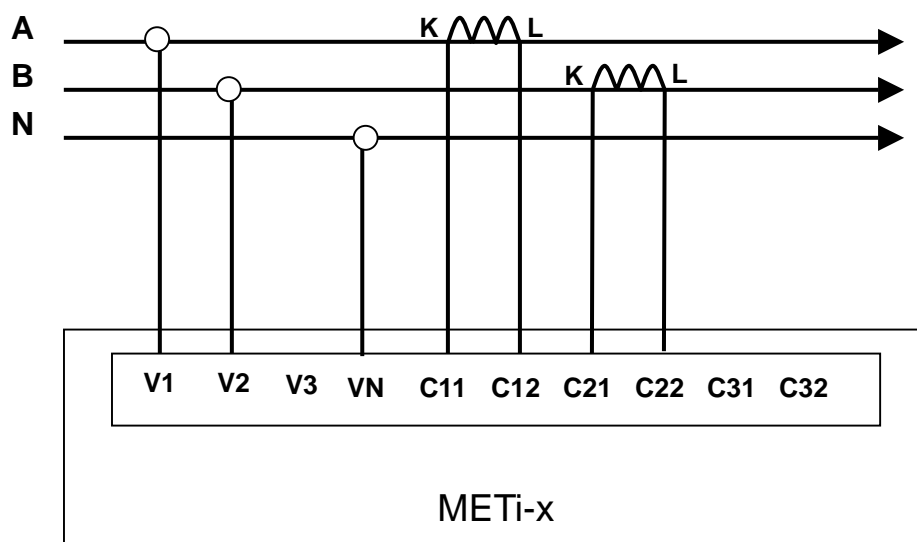 A K L
B K L
N
V1 V2 V3 VN C11 C12 C21 C22 C31 C32
METi-x